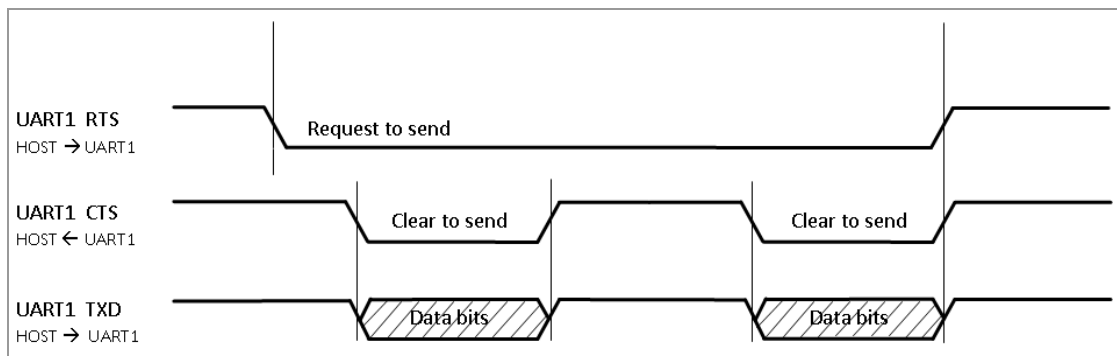 UART1 RTS
HOST → UART1
Request to send
UART1 CTS
HOST ← UART1
Clear to send
Clear to send
UART1 TXD
HOST → UART1
Data bits
Data bits